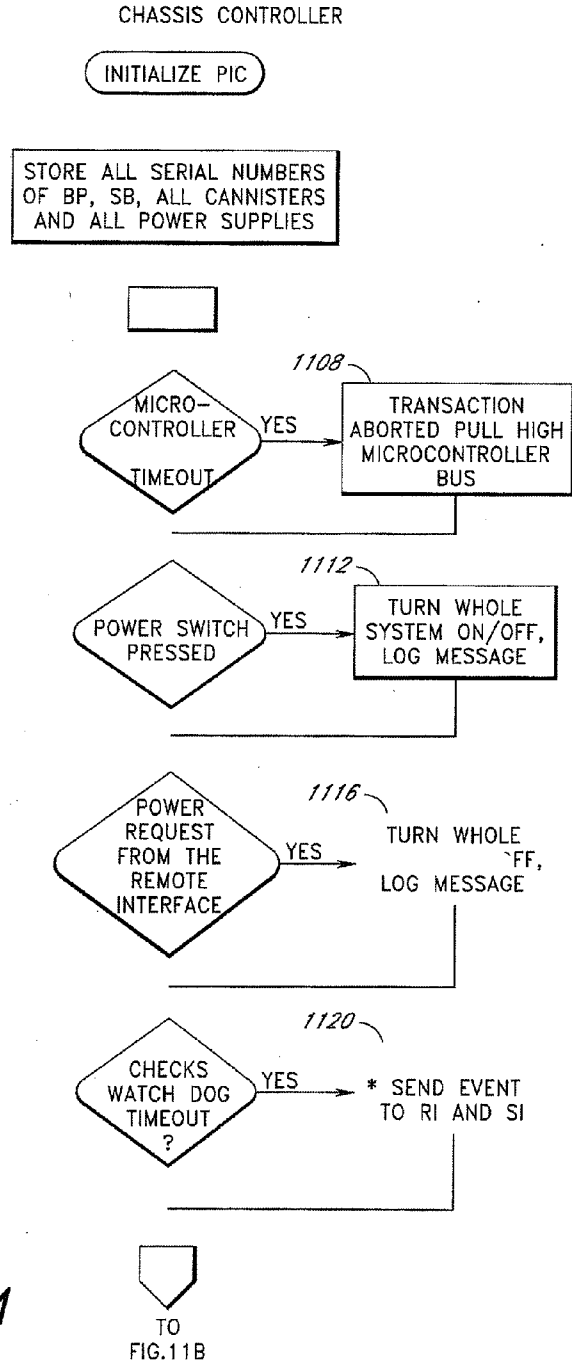 CHASSIS CONTROLLER
INITIALIZE PIC
STORE ALL SERIAL NUMBERS
OF BP, SB, ALL CANNISTERS
AND ALL POWER SUPPLIES
1108
MICRO-
CONTROLLER
TIMEOUT
YES
TRANSACTION
ABORTED PULL HIGH
MICROCONTROLLER
BUS
1112
POWER SWITCH
PRESSED
YES
TURN WHOLE
SYSTEM ON/OFF,
LOG MESSAGE
1116
POWER
REQUEST
FROM THE
REMOTE
INTERFACE
YES
TURN WHOLE
LOG MESSAGE
1120
CHECKS
WATCH DOG
TIMEOUT
?
YES
* SEND EVENT
TO RI AND SI
TO
FIG.11B